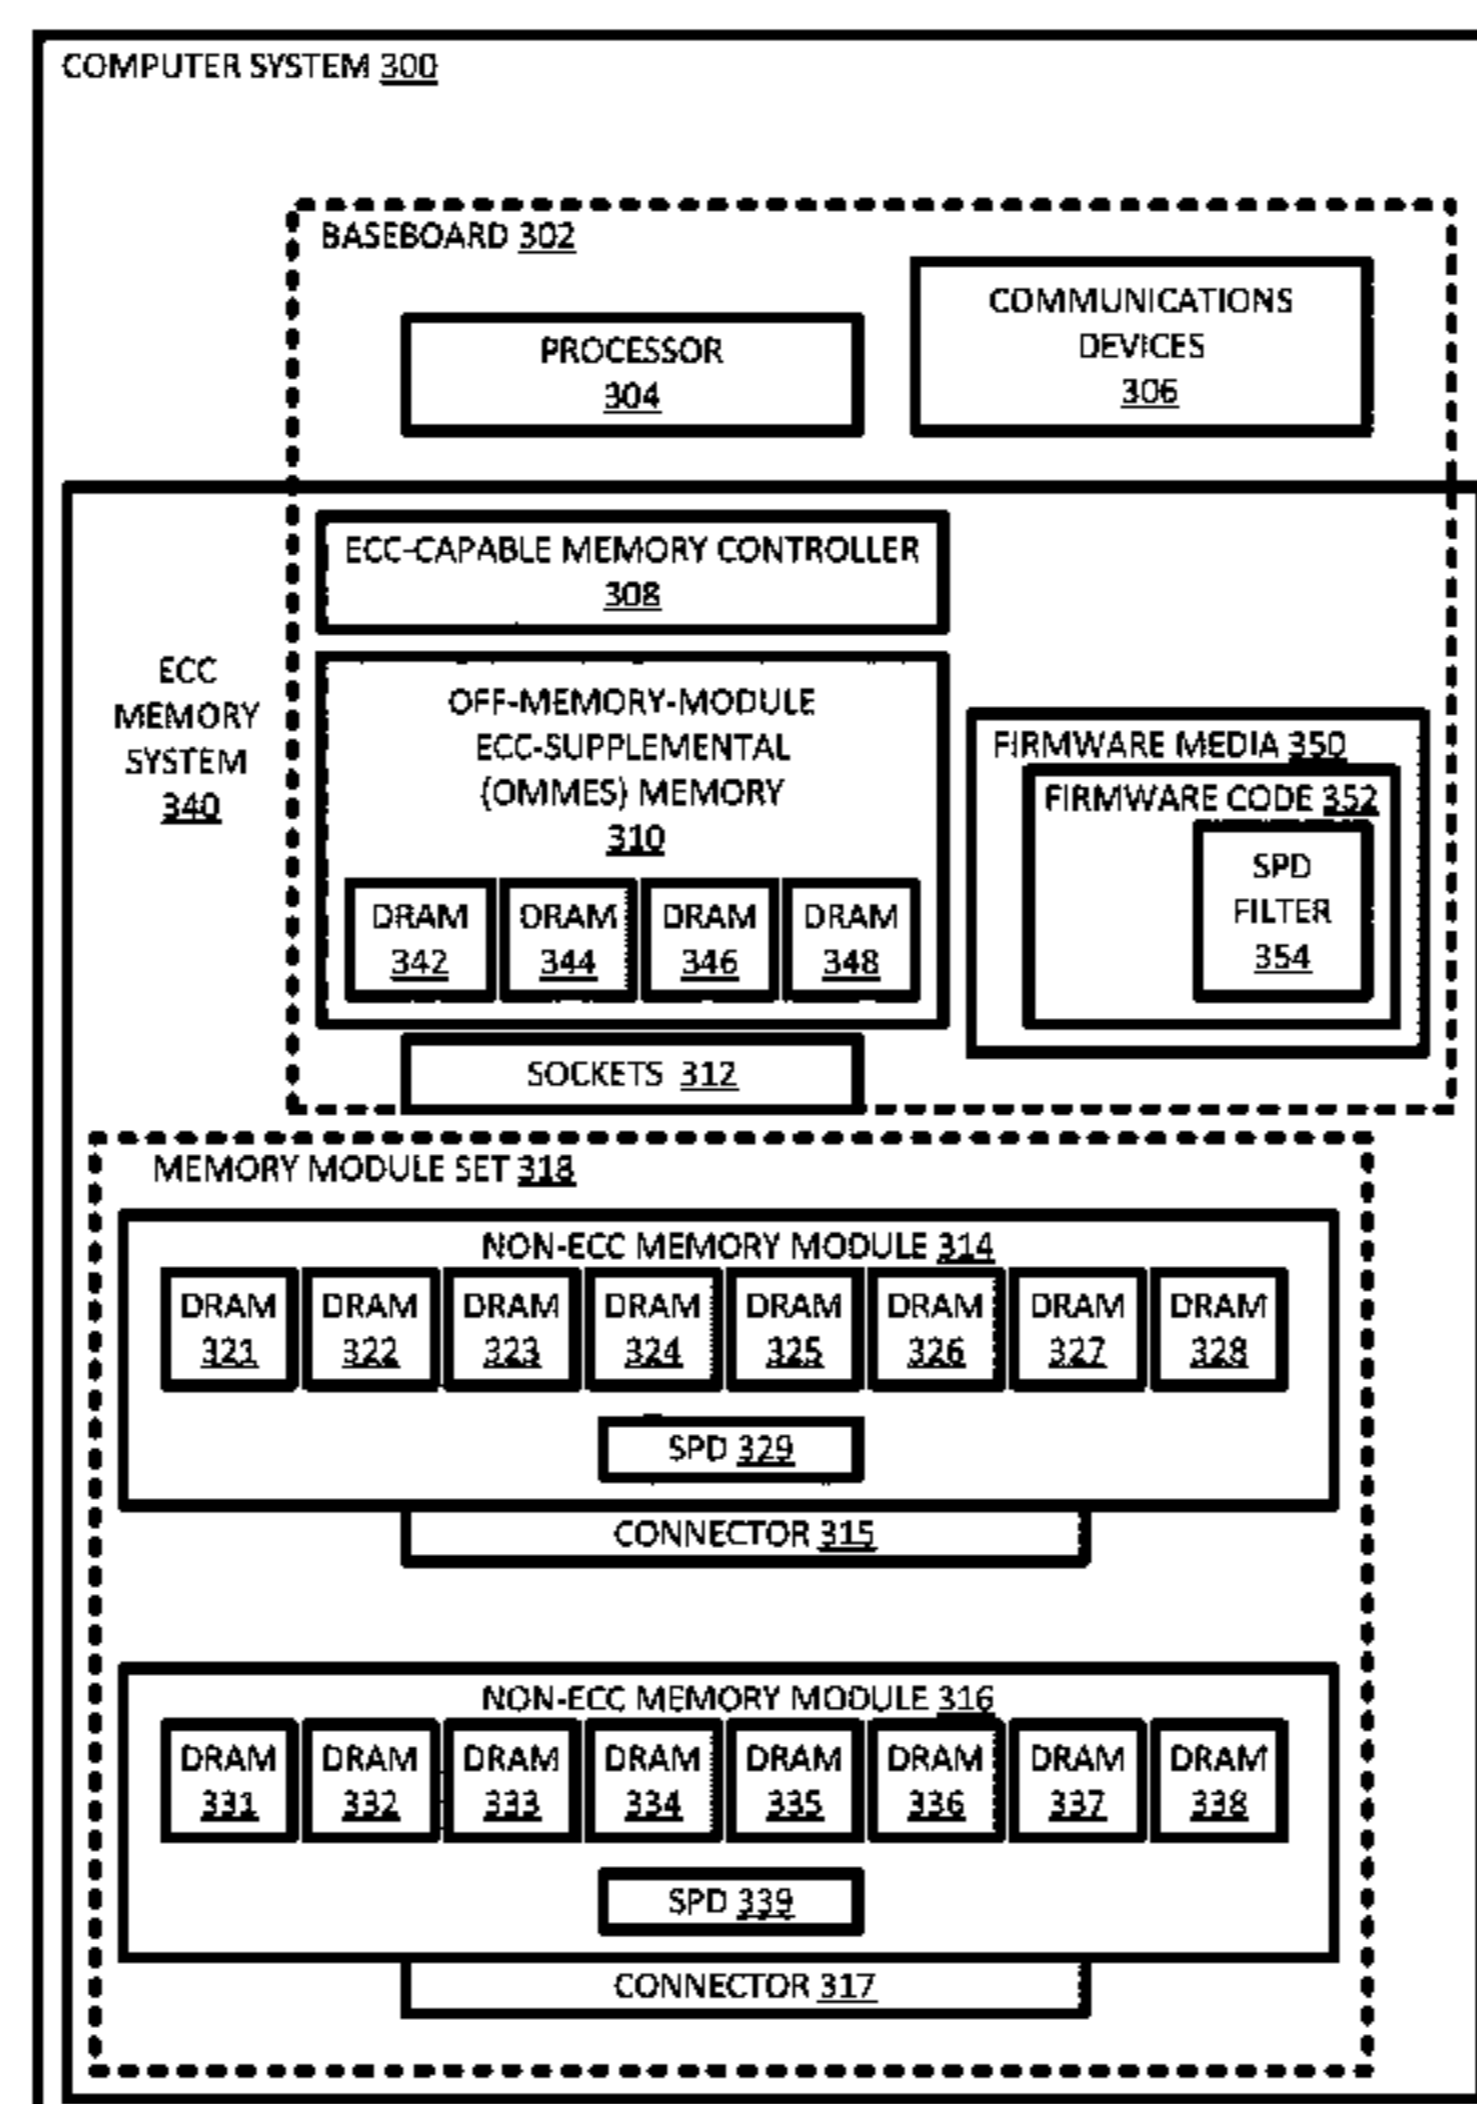 COMPUTER SYSTEM 300
BASEBOARD 302
PROCESSOR
304
COMMUNICATIONS
DEVICES
306
ECC-CAPABLE MEMORY CONTROLLER
308
ECC
MEMORY
SYSTEM
340
OFF-MEMORY-MODULE
ECC-SUPPLEMENTAL
(OMMES) MEMORY
310
DRAM
342
DRAM
344
DRAM
346
DRAM
348
FIRMWARE MEDIA 350
FIRMWARE CODE 352
SPD
FILTER
354
SOCKETS 312
MEMORY MODULE SET 318
NON-ECC MEMORY MODULE 314
DRAM
321
DRAM
322
DRAM
323
DRAM
324
DRAM
325
DRAM
326
DRAM
327
DRAM
328
SPD 329
CONNECTOR 315
NON-ECC MEMORY MODULE 316
DRAM
331
DRAM
332
DRAM
333
DRAM
334
DRAM
335
DRAM
336
DRAM
337
DRAM
338
SPD 339
CONNECTOR 317